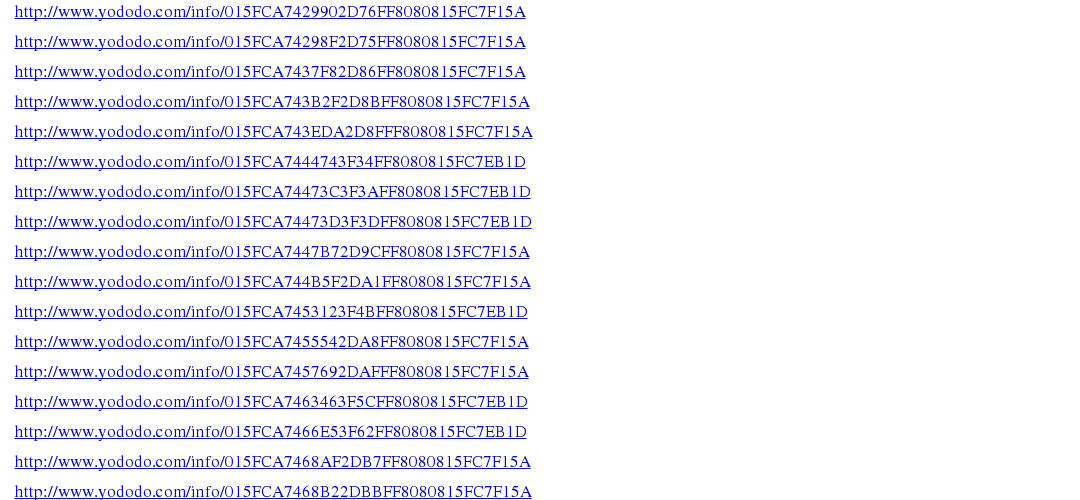 http://www.yododo.com/info/015FCA7429902D76FF8080815FC7F15A
http://www.yododo.com/info/015FCA74298F2D75FF8080815FC7F15A
http://www.yododo.com/info/015FCA7437F82D86FF8080815FC7F15A
http://www.yododo.com/info/015FCA743B2F2D8BFF8080815FC7F15A
http://www.yododo.com/info/015FCA743EDA2D8FFF8080815FC7F15A
http://www.yododo.com/info/015FCA7444743F34FF8080815FC7EB1D
http://www.yododo.com/info/015FCA74473C3F3AFF8080815FC7EB1D
http://www.yododo.com/info/015FCA74473D3F3DFF8080815FC7EB1D
http://www.yododo.com/info/015FCA7447B72D9CFF8080815FC7F15A
http://www.yododo.com/info/015FCA744B5F2DA1FF8080815FC7F15A
http://www.yododo.com/info/015FCA7453123F4BFF8080815FC7EB1D
http://www.yododo.com/info/015FCA7455542DA8FF8080815FC7F15A
http://www.yododo.com/info/015FCA7457692DAFFF8080815FC7F15A
http://www.yododo.com/info/015FCA7463463F5CFF8080815FC7EB1D
http://www.yododo.com/info/015FCA7466E53F62FF8080815FC7EB1D
http://www.yododo.com/info/015FCA7468AF2DB7FF8080815FC7F15A
http://www.yododo.com/info/015FCA7468B22DBBFF8080815FC7F15A